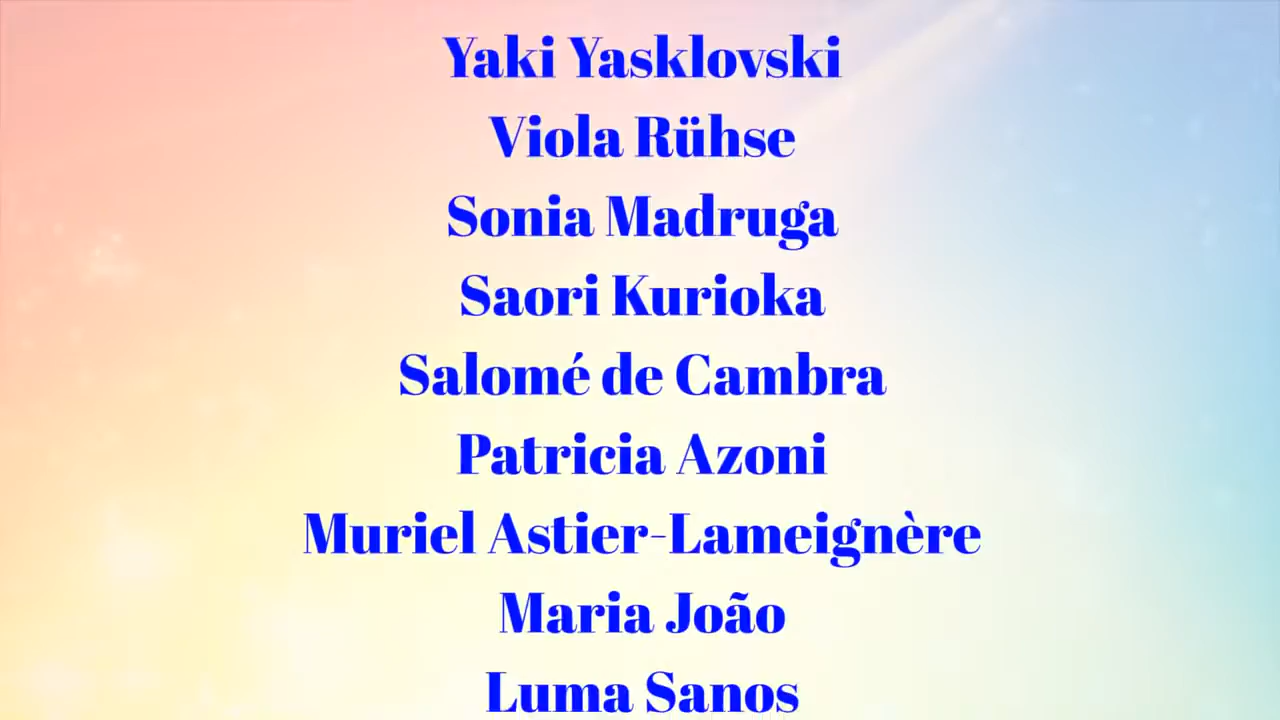 Yaki Yasklovski
Viola Rühse
Sonia Madruga
Saori Kurioka
Salomé de Cambra
Patricia Azoni
Muriel Astier-Lameignère
Maria João
Luma Sanos